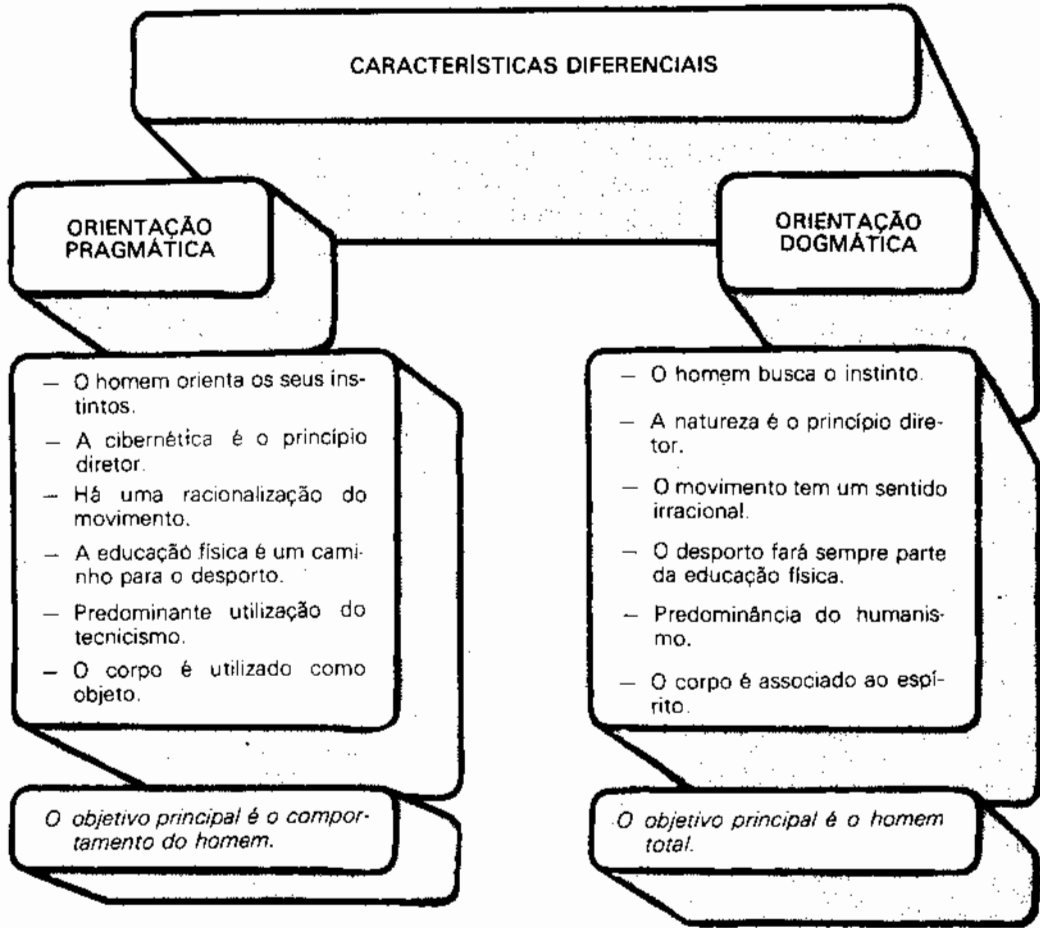 CARACTERÍSTICAS DIFERENCIAIS
ORIENTAÇÃO
PRAGMÁTICA
— O homem orienta os seus ins-
tintos.
— A cibernética é o princípio
diretor.
— Há uma racionalização do
movimento.
— A educação física é um cami-
nho para o desporto.
— Predominante utilização do
tecnicismo.
— O corpo é utilizado como
objeto.
O objetivo principal é o compor-
tamento do homem.
ORIENTAÇÃO
DOGMÁTICA
— O homem busca o instinto.
— A natureza é o princípio dire-
tor.
— O movimento tem um sentido
irracional.
— O desporto fará sempre parte
da educação física.
— Predominância do humanis-
mo.
— O corpo é associado ao espí-
rito.
O objetivo principal é o homem
total.